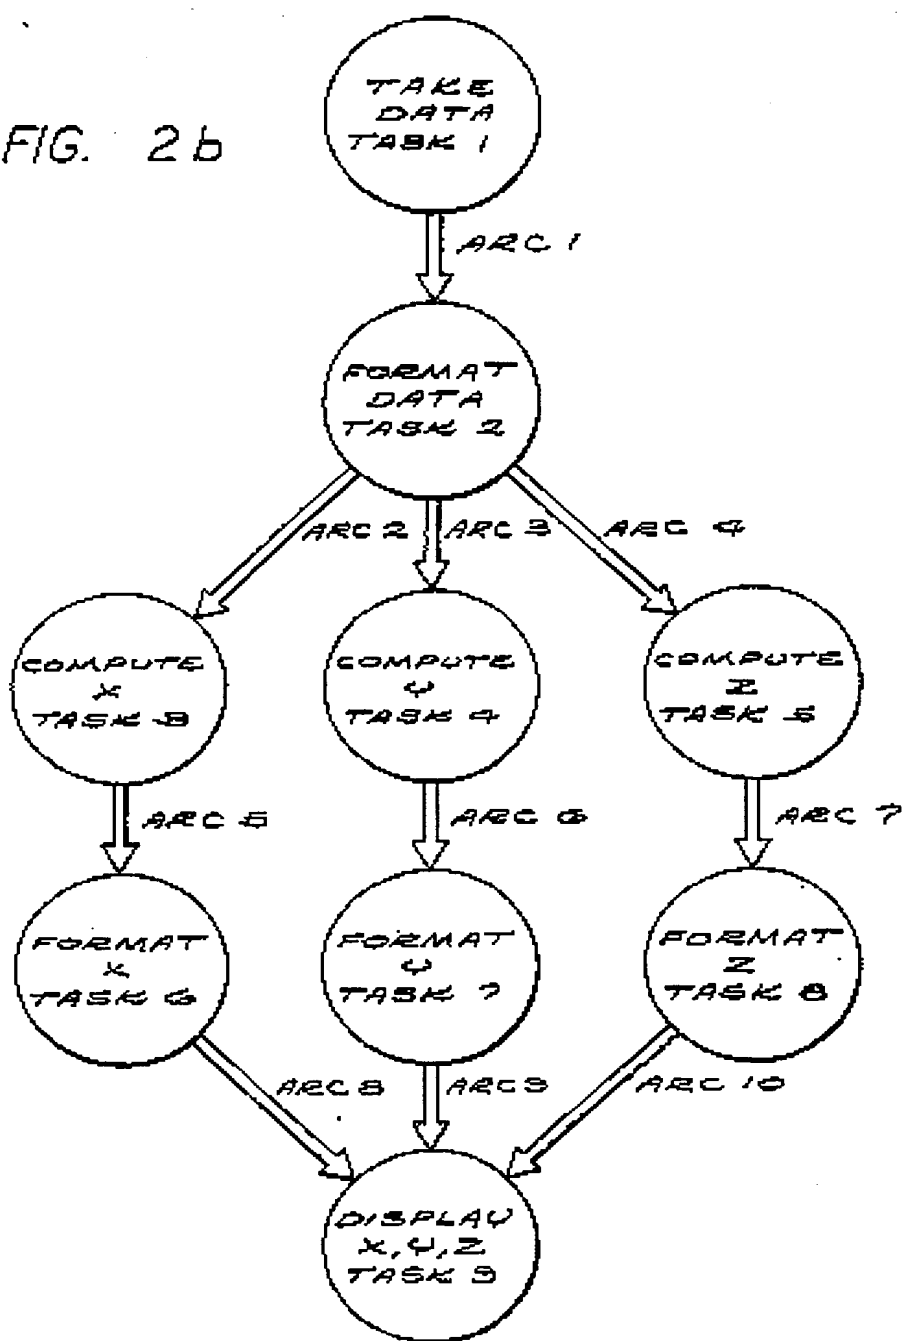 FIG. 2b
TAKE
DATA
TASK 1
ARC 1
FORMAT
DATA
TASK 2
ARC 2
ARC 3
ARC 4
COMPUTE
X
TASK 3
COMPUTE
Y
TASK 4
COMPUTE
Z
TASK 5
ARC 5
ARC 6
ARC 7
FORMAT
X
TASK 6
FORMAT
Y
TASK 7
FORMAT
Z
TASK 8
ARC 8
ARC 9
ARC 10
DISPLAY
X, Y, Z
TASK 9